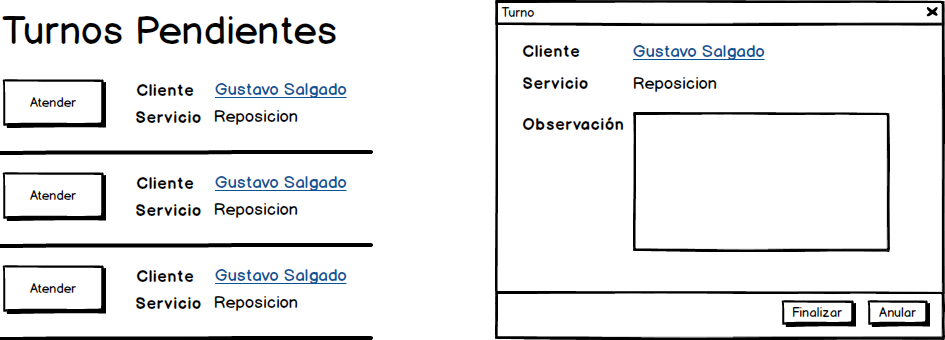 Turnos Pendientes
Atender
Cliente Gustavo Salgado
Servicio Reposicion
Atender
Cliente Gustavo Salgado
Servicio Reposicion
Atender
Cliente Gustavo Salgado
Servicio Reposicion
Turno
Cliente Gustavo Salgado
Servicio Reposicion
Observación
Finalizar Anular